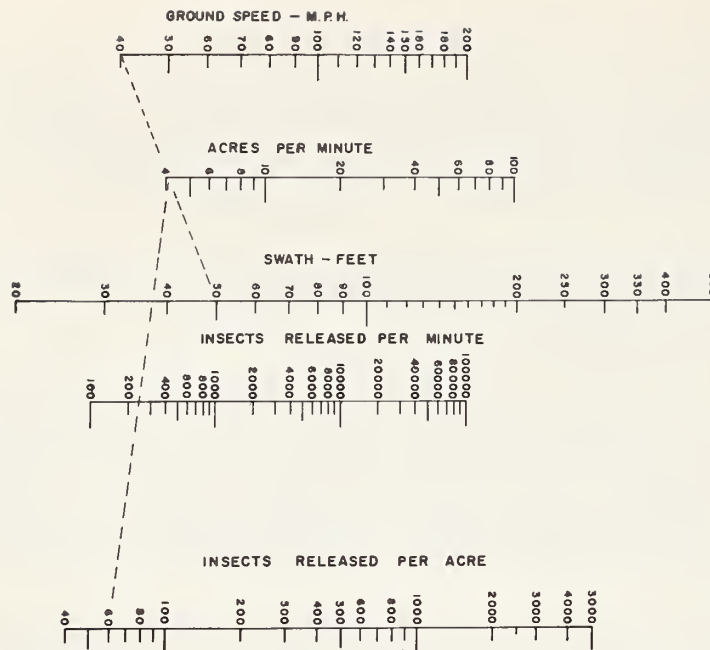 GROUND SPEED – M.P.H.
40 50 60 70 80 90 100 120 140 150 160 180 200
ACRES PER MINUTE
4 6 8 10 20 40 60 80 100
SWATH – FEET
20 30 40 50 60 70 80 90 100 200 250 300 350 400
INSECTS RELEASED PER MINUTE
100 200 400 600 800 1000 2000 4000 6000 8000 10000 20000 40000 60000 80000 100000
INSECTS RELEASED PER ACRE
40 60 80 100 200 300 400 500 600 800 1000 2000 3000 4000 5000